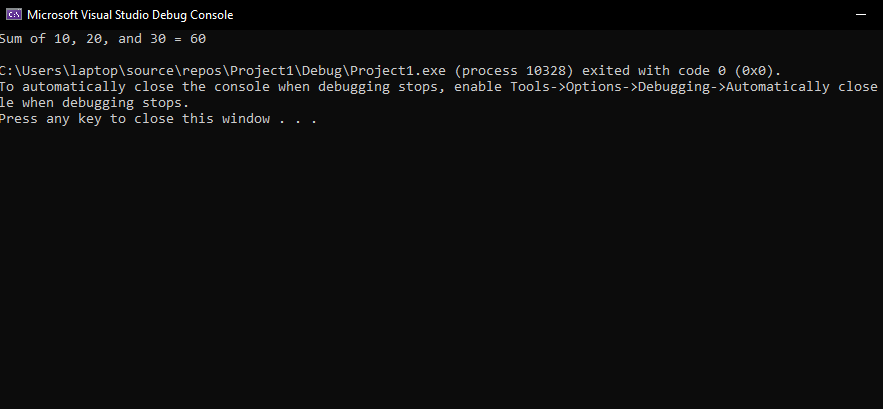 Microsoft Visual Studio Debug Console
Sum of 10, 20, and 30 = 60
C:\Users\laptop\source\repos\Project1\Debug\Project1.exe (process 10328) exited with code 0 (0x0).
To automatically close the console when debugging stops, enable Tools->Options->Debugging->Automatically close
le when debugging stops.
Press any key to close this window . . .